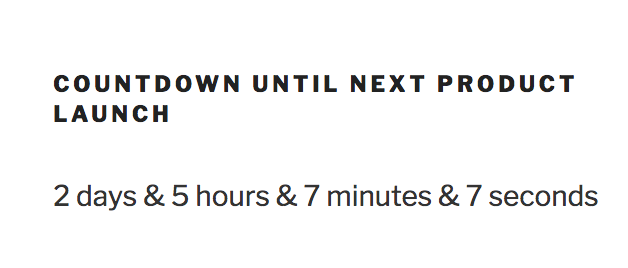 COUNTDOWN UNTIL NEXT PRODUCT
LAUNCH
2 days & 5 hours & 7 minutes & 7 seconds